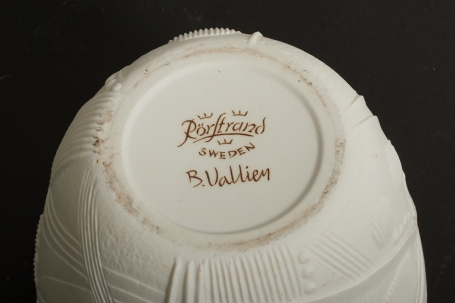 Rörstrand
SWEDEN
B. Vallien